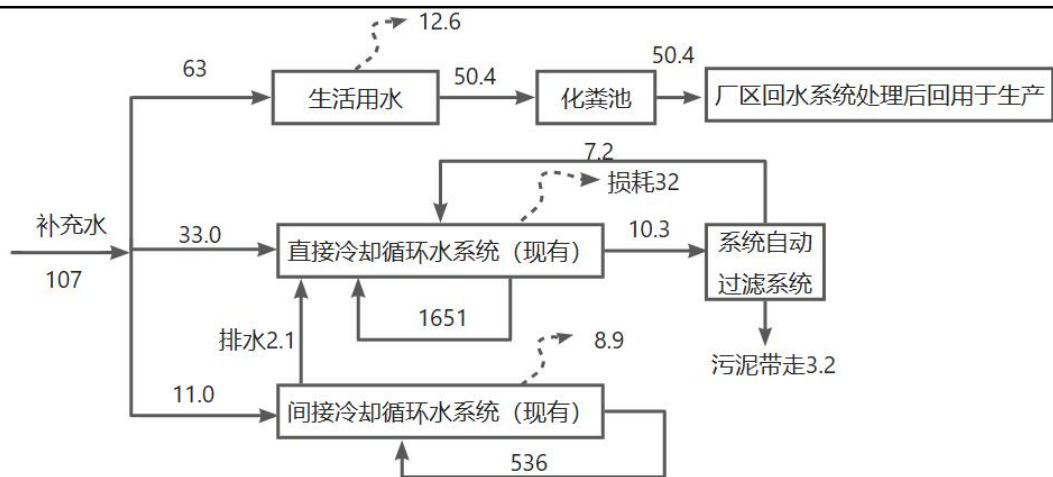 12.6
63
生活用水
50.4
化粪池
50.4
厂区回水系统处理后回用于生产
7.2
损耗32
补充水
107
33.0
直接冷却循环水系统（现有）
10.3
系统自动
过滤系统
1651
排水2.1
8.9
污泥带走3.2
11.0
间接冷却循环水系统（现有）
536